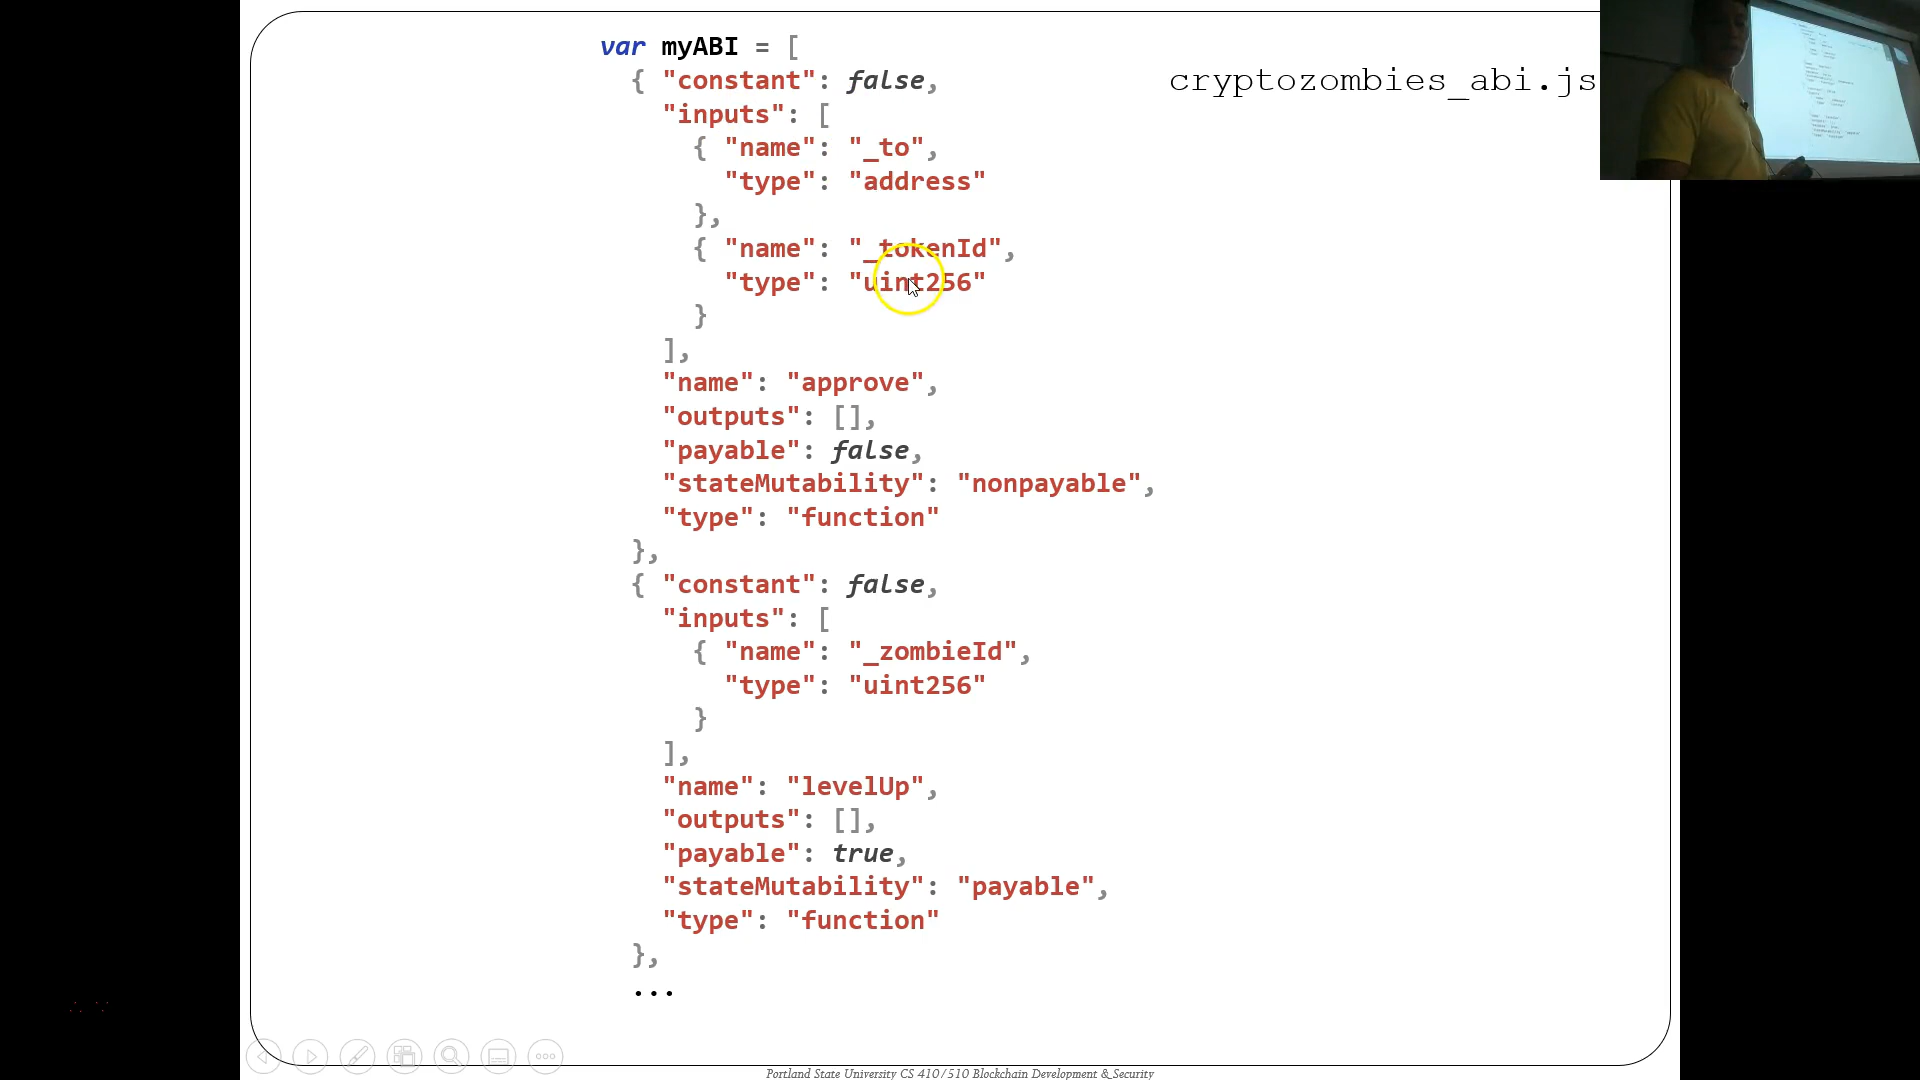 var myABI = [
{ "constant": false,
cryptozombies_abi.js
"inputs": [
{ "name": "_to",
"type": "address"
},
{ "name": "_tokenId",
"type": "uint256"
}
],
"name": "approve",
"outputs": [],
"payable": false,
"stateMutability": "nonpayable",
"type": "function"
},
{ "constant": false,
"inputs": [
{ "name": "_zombieId",
"type": "uint256"
}
],
"name": "levelUp",
"outputs": [],
"payable": true,
"stateMutability": "payable",
"type": "function"
},
...
Portland State University CS 410/510 Blockchain Development & Security